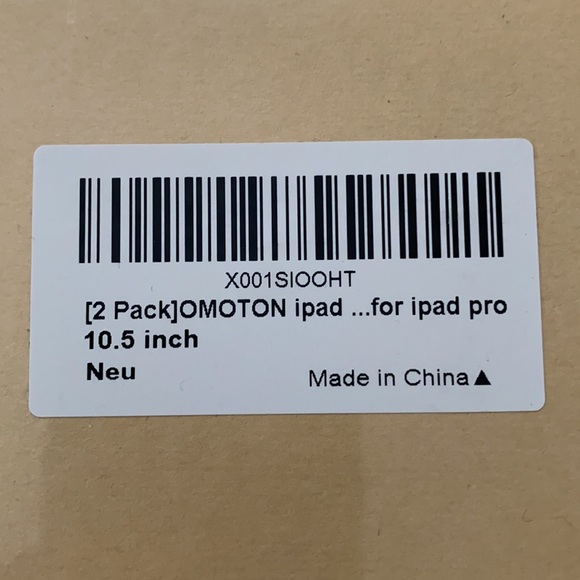 X001SIOOHT
[2 Pack]OMOTON ipad ...for ipad pro
10.5 inch
Neu
Made in China▲